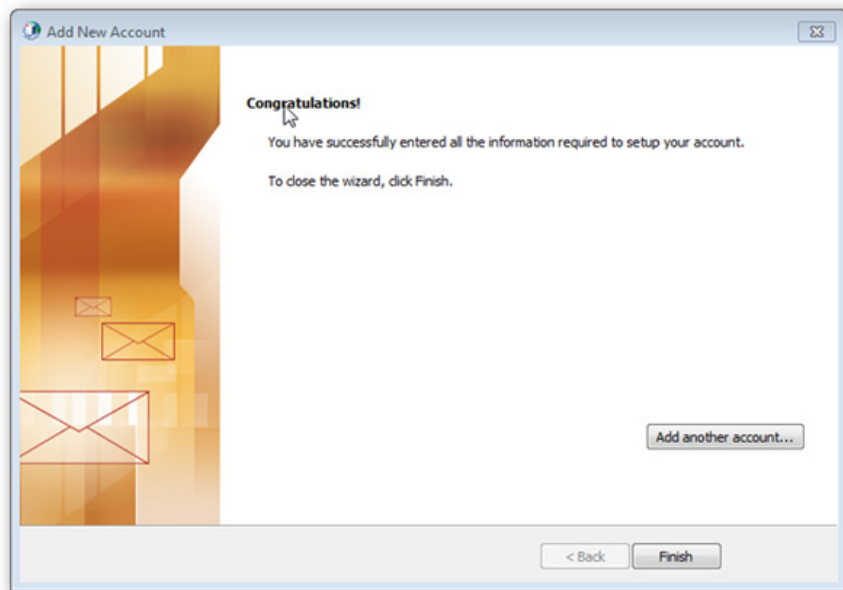 Add New Account
Congratulations!
You have successfully entered all the information required to setup your account.
To close the wizard, click Finish.
Add another account...
< Back
Finish